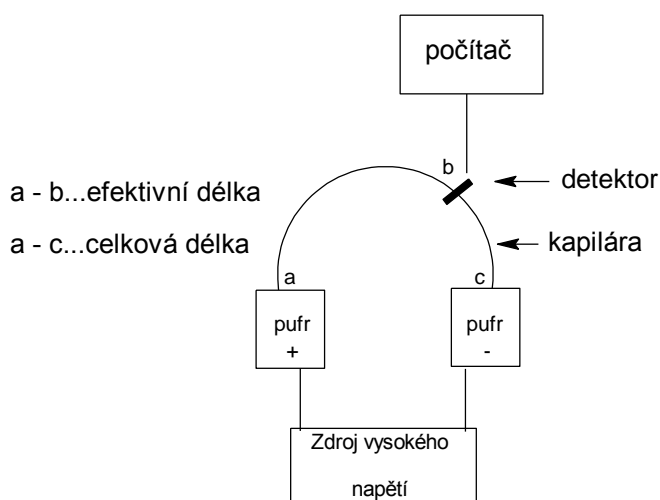 počítač
b
a - b...efektivní délka
detektor
a - c...celková délka
kapilára
a
c
pufr
+
pufr
-
Zdroj vysokého
napětí